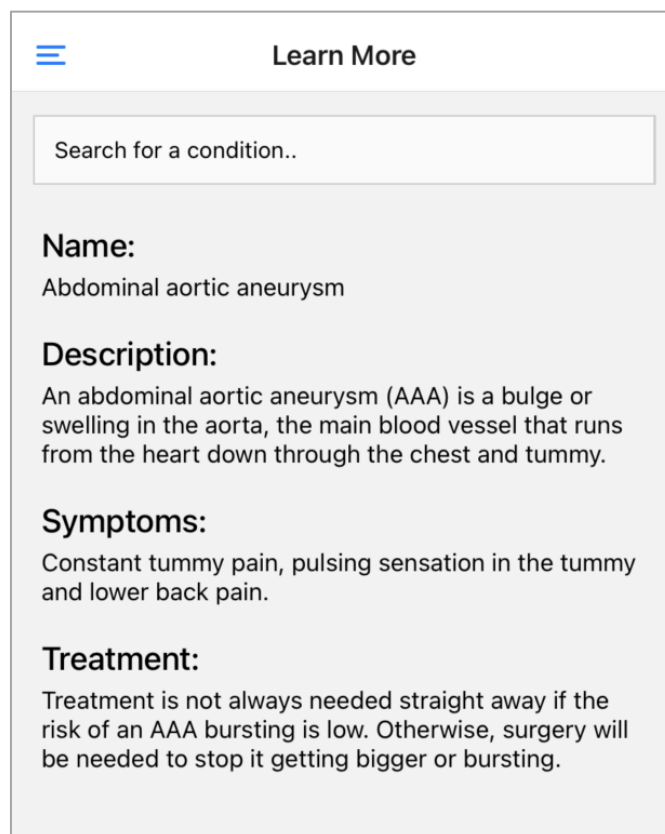 Learn More
Search for a condition..
Name:
Abdominal aortic aneurysm
Description:
An abdominal aortic aneurysm (AAA) is a bulge or
swelling in the aorta, the main blood vessel that runs
from the heart down through the chest and tummy.
Symptoms:
Constant tummy pain, pulsing sensation in the tummy
and lower back pain.
Treatment:
Treatment is not always needed straight away if the
risk of an AAA bursting is low. Otherwise, surgery will
be needed to stop it getting bigger or bursting.